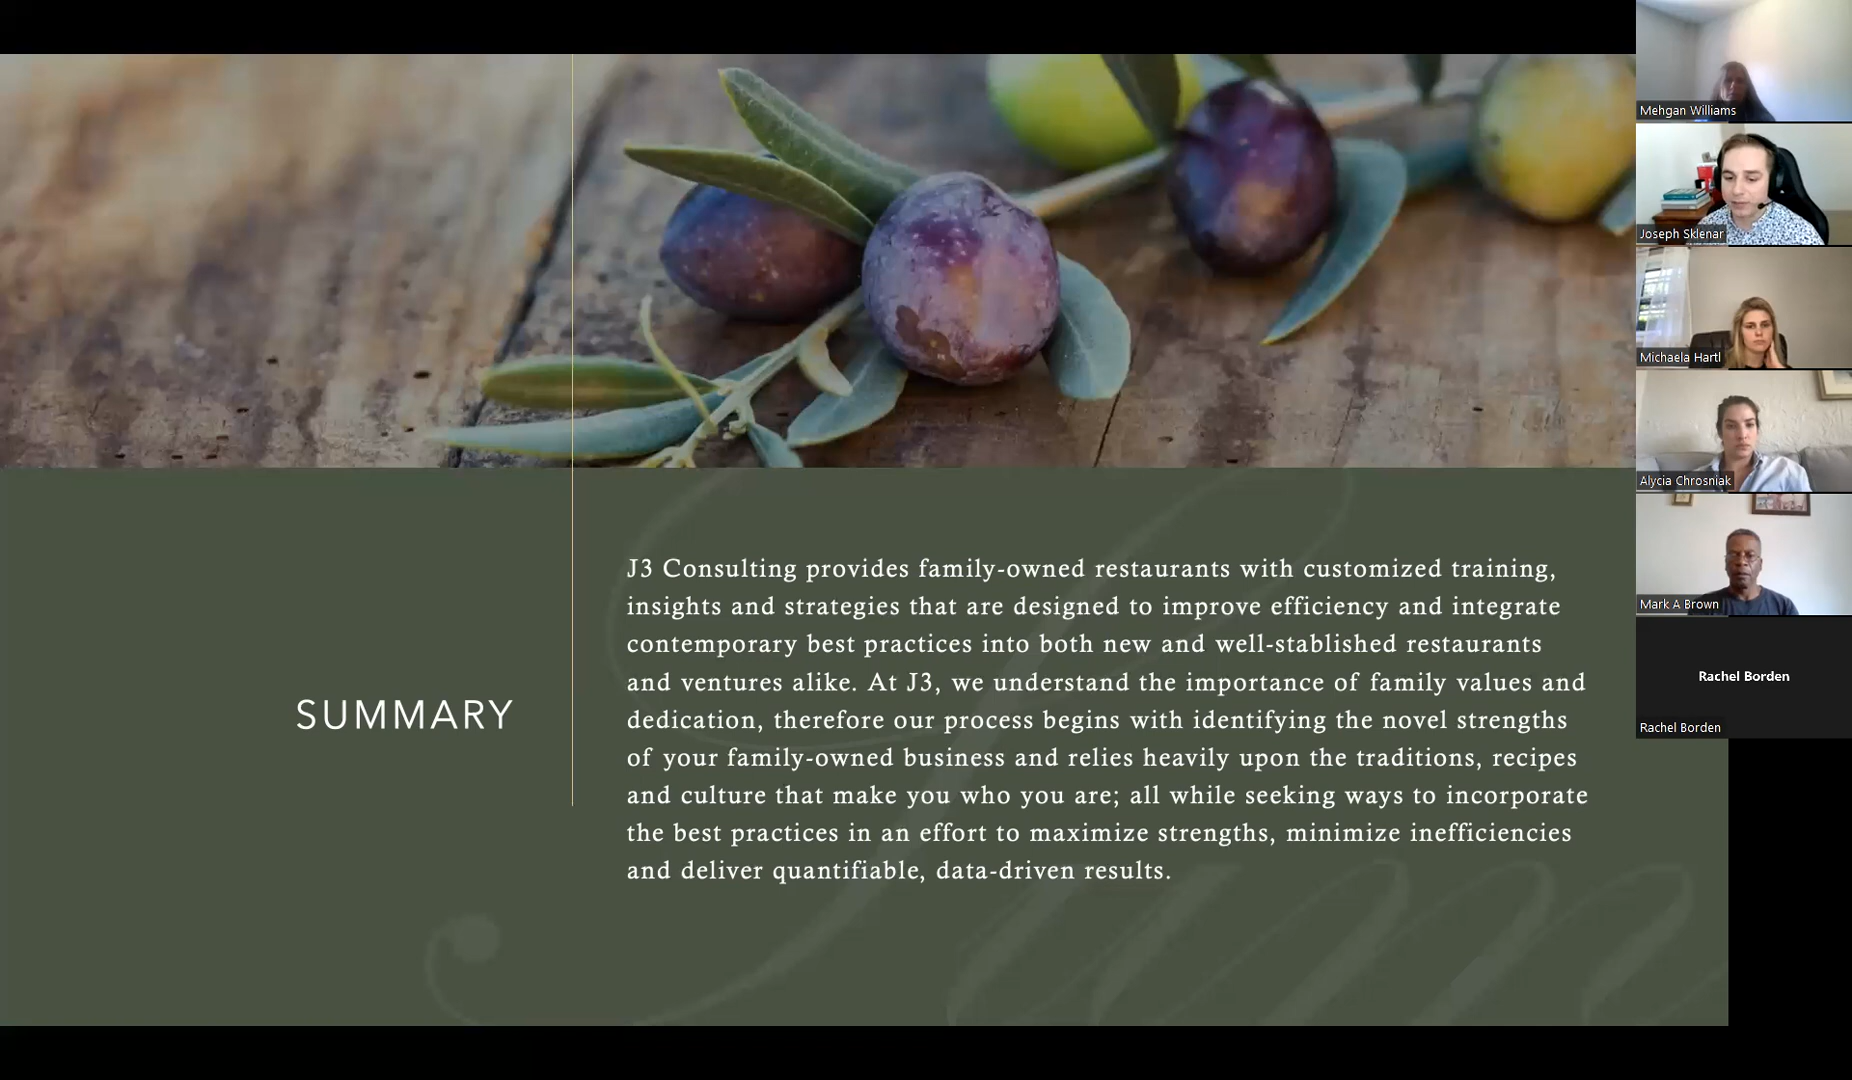 SUMMARY
J3 Consulting provides family-owned restaurants with customized training,
insights and strategies that are designed to improve efficiency and integrate
contemporary best practices into both new and well-stablished restaurants
and ventures alike. At J3, we understand the importance of family values and
dedication, therefore our process begins with identifying the novel strengths
of your family-owned business and relies heavily upon the traditions, recipes
and culture that make you who you are; all while seeking ways to incorporate
the best practices in an effort to maximize strengths, minimize inefficiencies
and deliver quantifiable, data-driven results.
Mehgan Williams
Joseph Sklenar
Michaela Hartl
Alycia Chrosniak
Mark A Brown
Rachel Borden
Rachel Borden